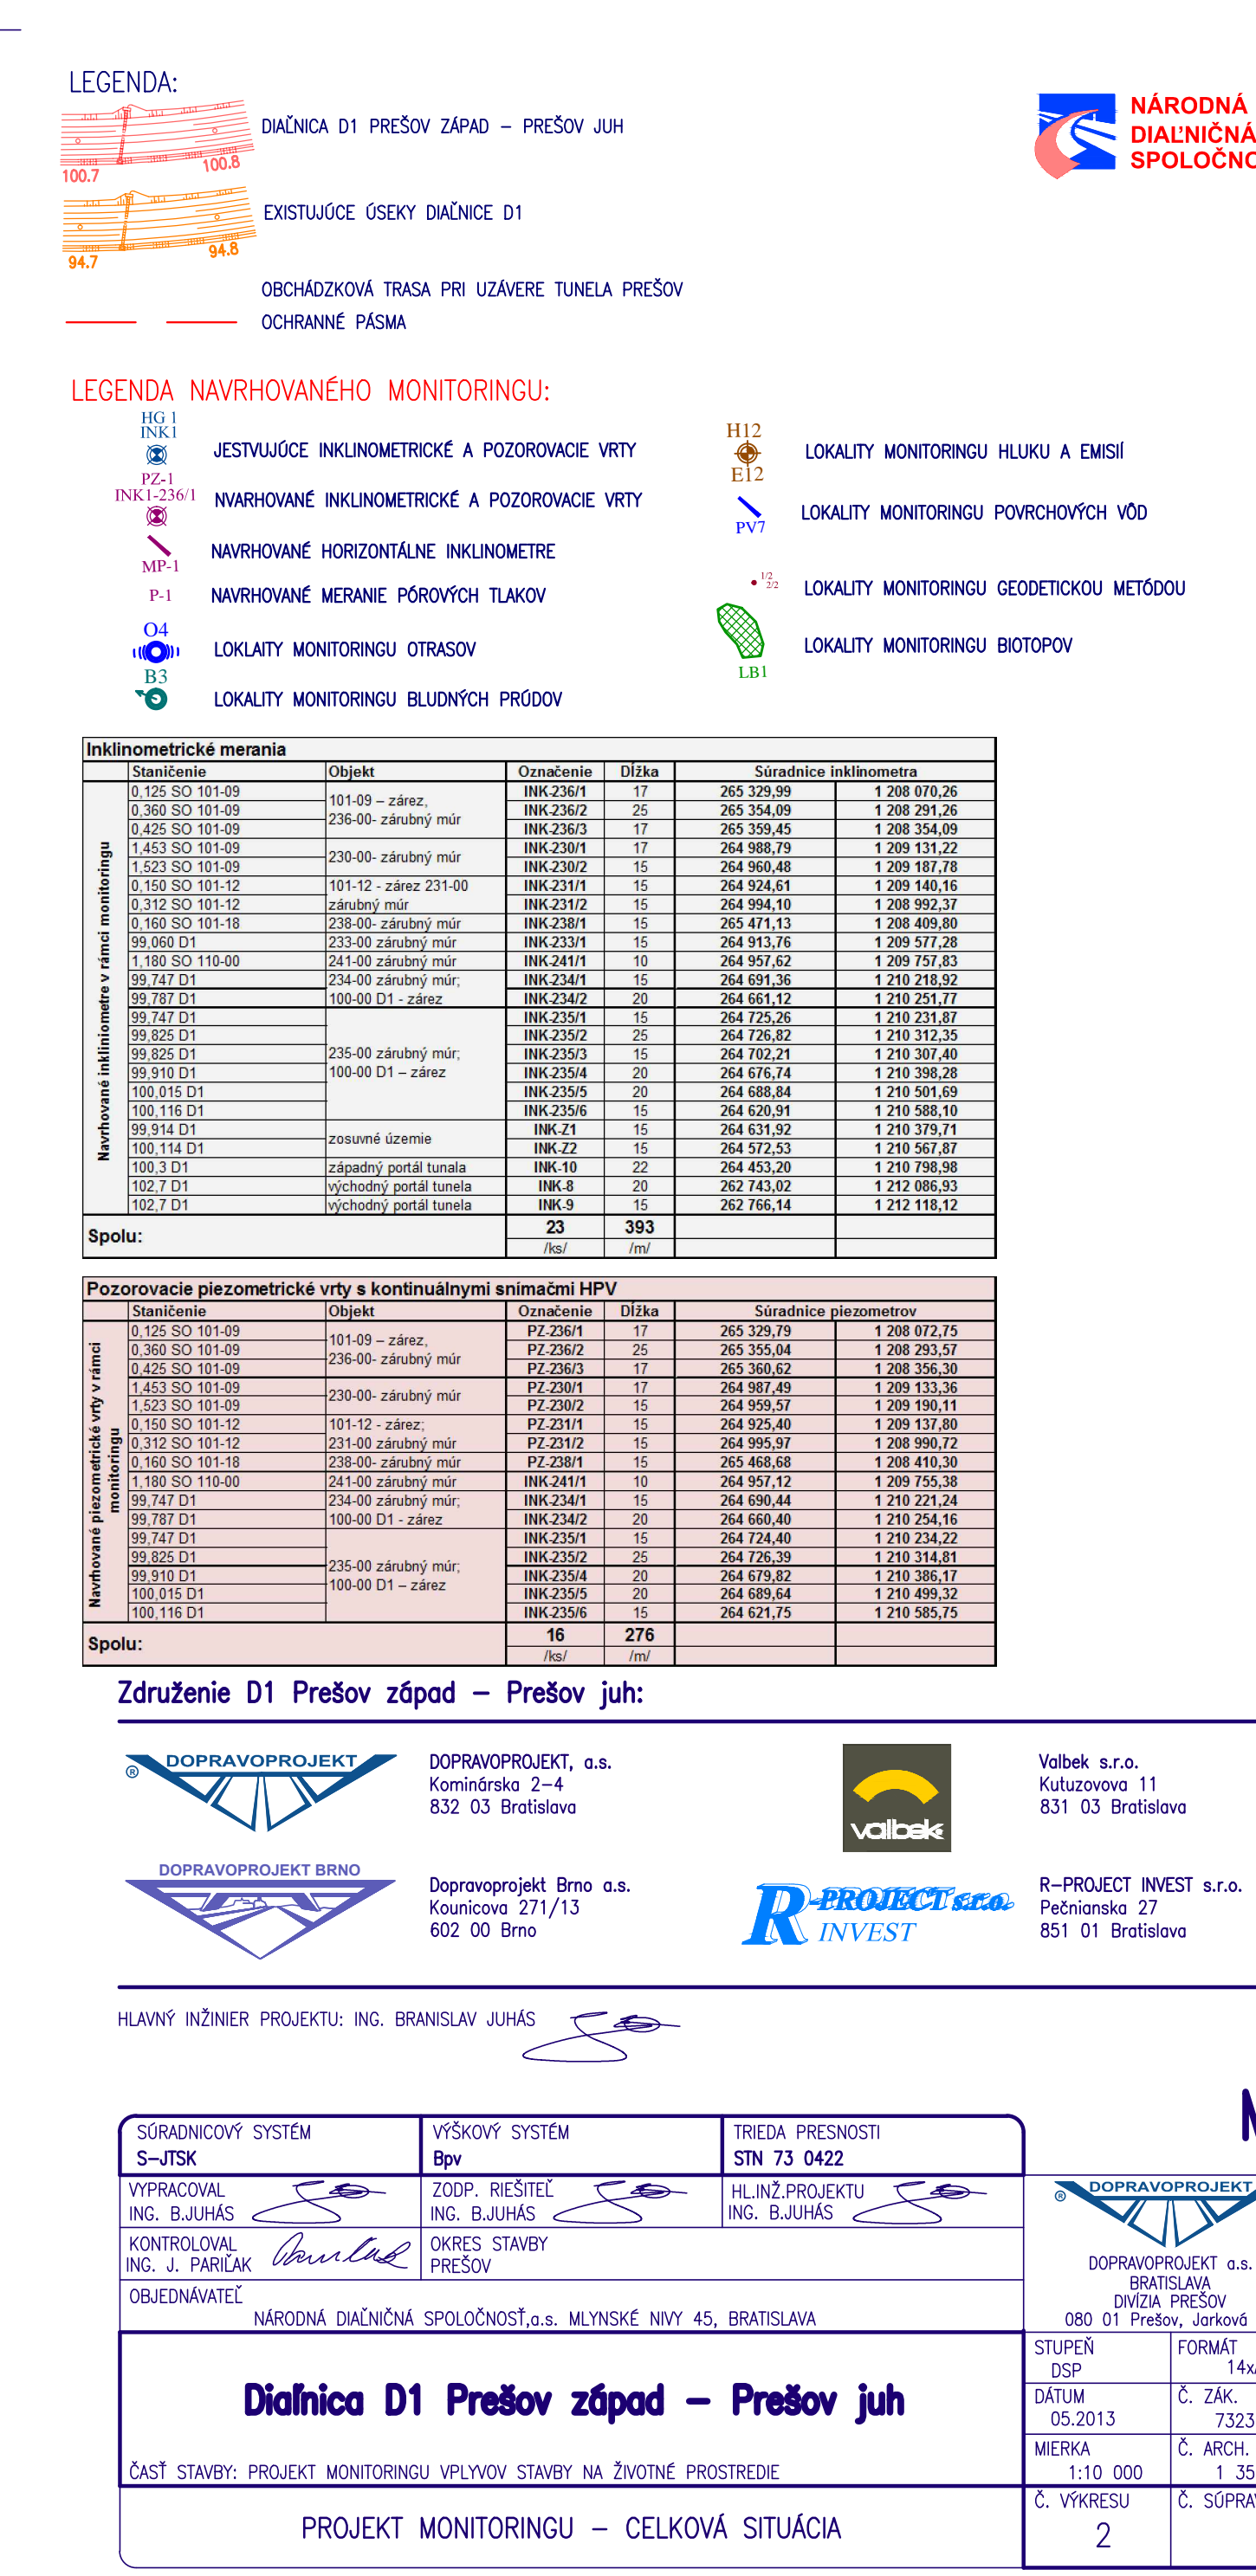 LEGENDA:
NÁRODNÁ
DIAĽNIČNÁ
100.7 100.8
DIAĽNICA D1 PREŠOV ZÁPAD – PREŠOV JUH
94.7 94.8
EXISTUJÚCE ÚSEKY DIAĽNICE D1
OBCHÁDZKOVÁ TRASA PRI UZÁVERE TUNELA PREŠOV
OCHRANNÉ PÁSMA
LEGENDA NAVRHOVANÉHO MONITORINGU:
HG 1
INK1
JESTVUJÚCE INKLINOMETRICKÉ A POZOROVACIE VRTY
PZ-1
INK1-236/1
NVARHOVANÉ INKLINOMETRICKÉ A POZOROVACIE VRTY
NAVRHOVANÉ HORIZONTÁLNE INKLINOMETRE
MP-1
P-1 NAVRHOVANÉ MERANIE PÓROVÝCH TLAKOV
O4
LOKLAITY MONITORINGU OTRASOV
B3
LOKALITY MONITORINGU BLUDNÝCH PRÚDOV
H12
E12
LOKALITY MONITORINGU HLUKU A EMISIÍ
PV7
LOKALITY MONITORINGU POVRCHOVÝCH VÔD
1/2
2/2
LOKALITY MONITORINGU GEODETICKOU METÓDOU
LOKALITY MONITORINGU BIOTOPOV
LB1
Inklinometrické merania
Staničenie Objekt Označenie Dĺžka Súradnice inklinometra
Navrhované inkliniometre v rámci monitoringu
0,125 SO 101-09 101-09 – zárez, INK-236/1 17 265 329,99 1 208 070,26
0,360 SO 101-09 236-00- zárubný múr INK-236/2 25 265 354,09 1 208 291,26
0,425 SO 101-09 INK-236/3 17 265 359,45 1 208 354,09
1,453 SO 101-09 230-00- zárubný múr INK-230/1 17 264 988,79 1 209 131,22
1,523 SO 101-09 INK-230/2 15 264 960,48 1 209 187,78
0,150 SO 101-12 101-12 - zárez 231-00 INK-231/1 15 264 924,61 1 209 140,16
0,312 SO 101-12 zárubný múr INK-231/2 15 264 994,10 1 208 992,37
0,160 SO 101-18 238-00- zárubný múr INK-238/1 15 265 471,13 1 208 409,80
99,060 D1 233-00 zárubný múr INK-233/1 15 264 913,76 1 209 577,28
1,180 SO 110-00 241-00 zárubný múr INK-241/1 10 264 957,62 1 209 757,83
99,747 D1 234-00 zárubný múr; INK-234/1 15 264 691,36 1 210 218,92
99,787 D1 100-00 D1 - zárez INK-234/2 20 264 661,12 1 210 251,77
99,747 D1 INK-235/1 15 264 725,26 1 210 231,87
99,825 D1 INK-235/2 25 264 726,82 1 210 312,35
99,825 D1 235-00 zárubný múr; INK-235/3 15 264 702,21 1 210 307,40
99,910 D1 100-00 D1 – zárez INK-235/4 20 264 676,74 1 210 398,28
100,015 D1 INK-235/5 20 264 688,84 1 210 501,69
100,116 D1 INK-235/6 15 264 620,91 1 210 588,10
99,914 D1 zosuvné územie INK-Z1 15 264 631,92 1 210 379,71
100,114 D1 INK-Z2 15 264 572,53 1 210 567,87
100,3 D1 západný portál tunala INK-10 22 264 453,20 1 210 798,98
102,7 D1 východný portál tunela INK-8 20 262 743,02 1 212 086,93
102,7 D1 východný portál tunela INK-9 15 262 766,14 1 212 118,12
Spolu: 23 393
/ks/ /m/
Pozorovacie piezometrické vrty s kontinuálnymi snímačmi HPV
Staničenie Objekt Označenie Dĺžka Súradnice piezometrov
Navrhované piezometrické vrty v rámci
monitoringu
0,125 SO 101-09 101-09 – zárez, PZ-236/1 17 265 329,79 1 208 072,75
0,360 SO 101-09 236-00- zárubný múr PZ-236/2 25 265 355,04 1 208 293,57
0,425 SO 101-09 PZ-236/3 17 265 360,62 1 208 356,30
1,453 SO 101-09 230-00- zárubný múr PZ-230/1 17 264 987,49 1 209 133,36
1,523 SO 101-09 PZ-230/2 15 264 959,57 1 209 190,11
0,150 SO 101-12 101-12 - zárez; PZ-231/1 15 264 925,40 1 209 137,80
0,312 SO 101-12 231-00 zárubný múr PZ-231/2 15 264 995,97 1 208 990,72
0,160 SO 101-18 238-00- zárubný múr PZ-238/1 15 265 468,68 1 208 410,30
1,180 SO 110-00 241-00 zárubný múr INK-241/1 10 264 957,12 1 209 755,38
99,747 D1 234-00 zárubný múr; INK-234/1 15 264 690,44 1 210 221,24
99,787 D1 100-00 D1 - zárez INK-234/2 20 264 660,40 1 210 254,16
99,747 D1 INK-235/1 15 264 724,40 1 210 234,22
99,825 D1 235-00 zárubný múr; INK-235/2 25 264 726,39 1 210 314,81
99,910 D1 100-00 D1 – zárez INK-235/4 20 264 679,82 1 210 386,17
100,015 D1 INK-235/5 20 264 689,64 1 210 499,32
100,116 D1 INK-235/6 15 264 621,75 1 210 585,75
Spolu: 16 276
/ks/ /m/
Združenie D1 Prešov západ – Prešov juh:
DOPRAVOPROJEKT
®
DOPRAVOPROJEKT, a.s.
Kominárska 2–4
832 03 Bratislava
valbek
Valbek s.r.o.
Kutuzovova 11
831 03 Bratislava
DOPRAVOPROJEKT BRNO
Dopravoprojekt Brno a.s.
Kounicova 271/13
602 00 Brno
R-PROJECT s.r.o.
INVEST
R–PROJECT INVEST s.r.o.
Pečnianska 27
851 01 Bratislava
HLAVNÝ INŽINIER PROJEKTU: ING. BRANISLAV JUHÁS
SÚRADNICOVÝ SYSTÉM
S–JTSK
VÝŠKOVÝ SYSTÉM
Bpv
TRIEDA PRESNOSTI
STN 73 0422
VYPRACOVAL
ING. B.JUHÁS
ZODP. RIEŠITEĽ
ING. B.JUHÁS
HL.INŽ.PROJEKTU
ING. B.JUHÁS
KONTROLOVAL
ING. J. PARIĽAK
OKRES STAVBY
PREŠOV
OBJEDNÁVATEĽ
NÁRODNÁ DIAĽNIČNÁ SPOLOČNOSŤ,a.s. MLYNSKÉ NIVY 45, BRATISLAVA
Diaľnica D1 Prešov západ – Prešov juh
ČASŤ STAVBY: PROJEKT MONITORINGU VPLYVOV STAVBY NA ŽIVOTNÉ PROSTREDIE
PROJEKT MONITORINGU – CELKOVÁ SITUÁCIA
DOPRAVOPROJEKT
®
DOPRAVOPROJEKT a.s.
BRATISLAVA
DIVÍZIA PREŠOV
080 01 Prešov, Jarková
STUPEŇ
DSP
FORMÁT
DÁTUM
05.2013
Č. ZÁK.
7323
MIERKA
1:10 000
Č. ARCH.
1 35
Č. VÝKRESU
2